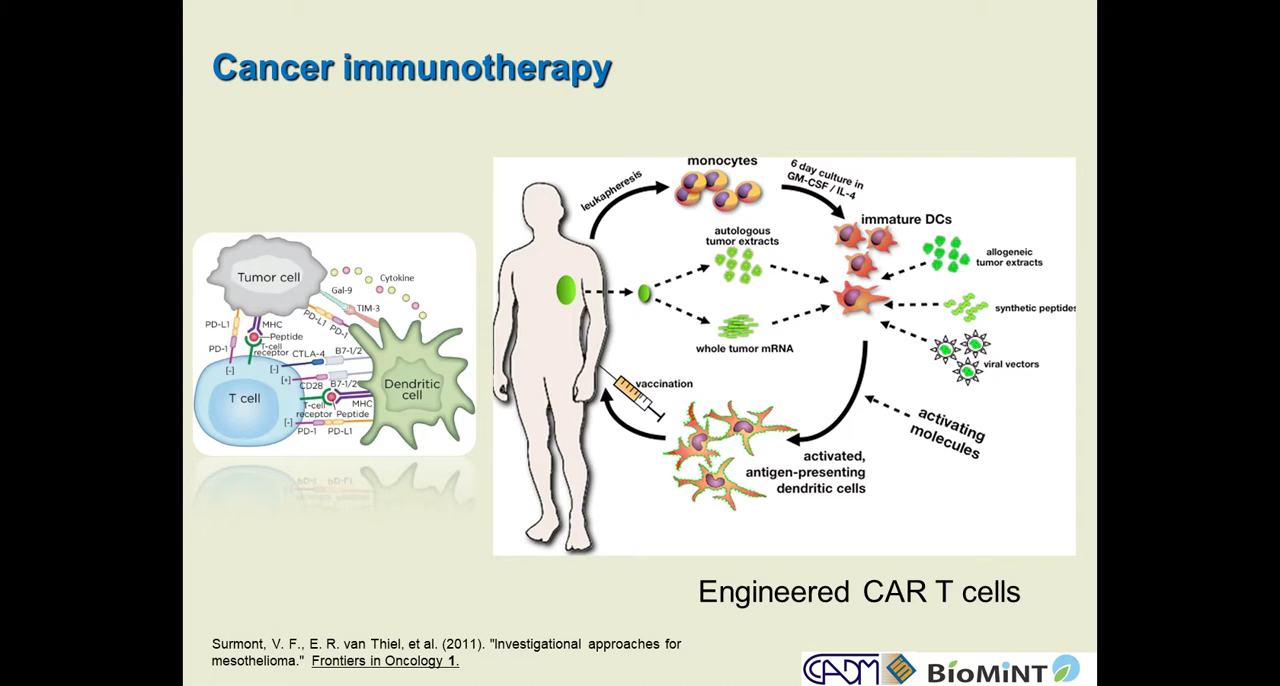 Cancer immunotherapy
Tumor cell
Cytokine
Gal-9
TIM-3
PD-L1
PD-1
PD-L1
MHC
Peptide
T-cell
receptor
PD-1
CTLA-4
B7-1/2
[-]
[-]
[+]
CD28
B7-1/2
T cell
Dendritic
cell
MHC
T-cell
receptor
Peptide
[-]
PD-1
PD-L1
monocytes
leukapheresis
6 day culture in
GM-CSF / IL-4
immature DCs
autologous
tumor extracts
allogeneic
tumor extracts
synthetic peptides
whole tumor mRNA
viral vectors
vaccination
activating
molecules
activated,
antigen-presenting
dendritic cells
Engineered CAR T cells
Surmont, V. F., E. R. van Thiel, et al. (2011). "Investigational approaches for
mesothelioma." Frontiers in Oncology 1.
CADM
BioMINT